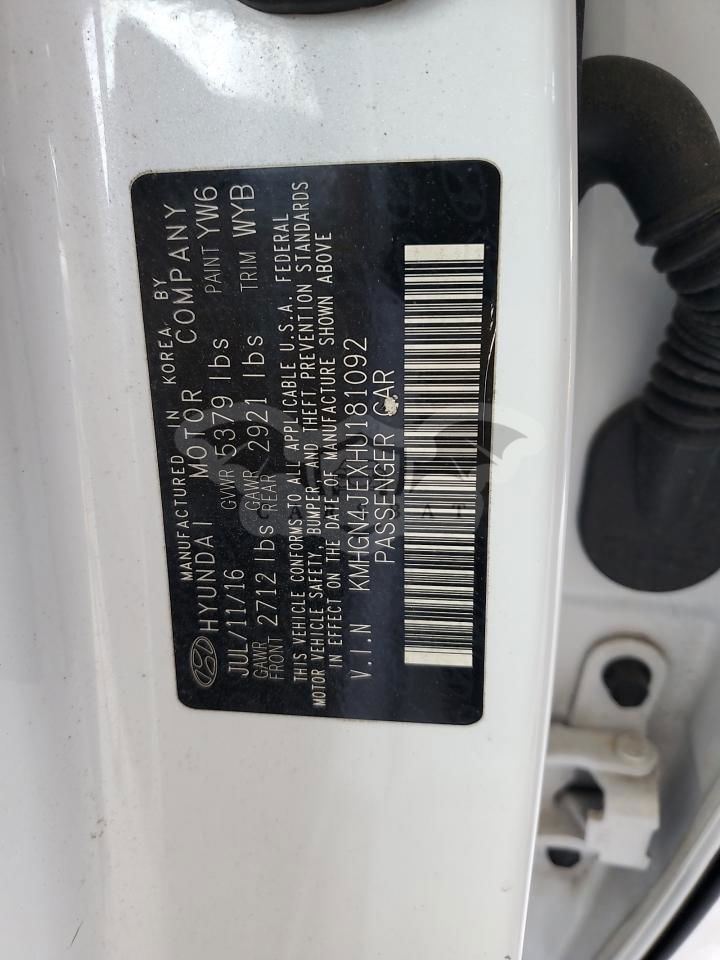 MANUFACTURED IN KOREA BY
HYUNDAI MOTOR COMPANY
JUL/11/16 GVWR 5379 lbs PAINT YW6
GAWR FRONT 2712 lbs GAWR REAR 2921 lbs TRIM WYB
THIS VEHICLE CONFORMS TO ALL APPLICABLE U.S.A. FEDERAL
MOTOR VEHICLE SAFETY, BUMPER AND THEFT PREVENTION STANDARDS
IN EFFECT ON THE DATE OF MANUFACTURE SHOWN ABOVE
V.I.N KMHGN4JEXHU181092
PASSENGER CAR